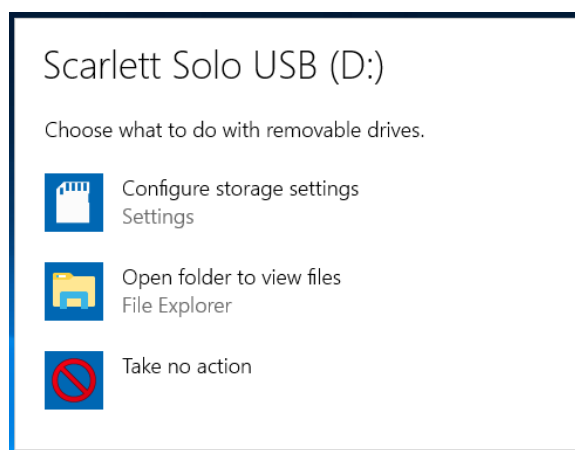 Scarlett Solo USB (D:)
Choose what to do with removable drives.
Configure storage settings
Settings
Open folder to view files
File Explorer
Take no action